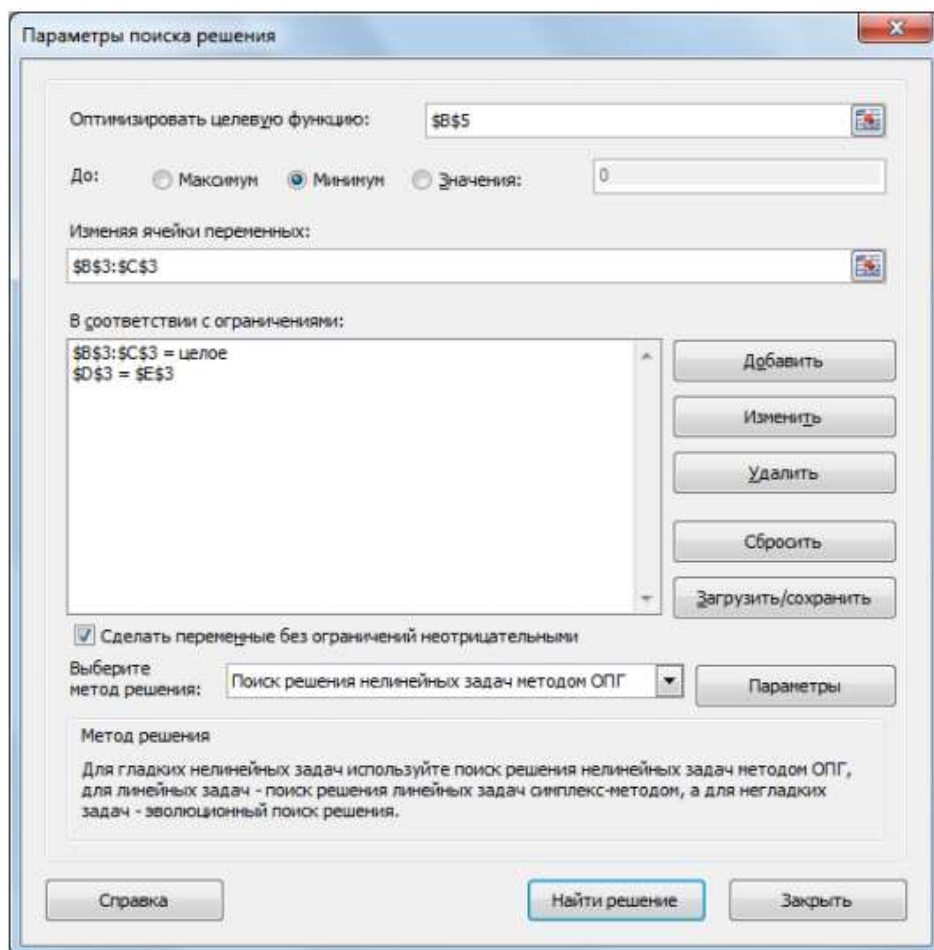 Параметры поиска решения
Оптимизировать целевую функцию: $B$5
До: Максимум Минимум Значения: 0
Изменяя ячейки переменных:
$B$3:$C$3
В соответствии с ограничениями:
$B$3:$C$3 = целое
$D$3 = $E$3
Добавить
Изменить
Удалить
Сбросить
Загрузить/сохранить
Сделать переменные без ограничений неотрицательными
Выберите
метод решения: Поиск решения нелинейных задач методом ОПГ Параметры
Метод решения
Для гладких нелинейных задач используйте поиск решения нелинейных задач методом ОПГ,
для линейных задач - поиск решения линейных задач симплекс-методом, а для негладких
задач - эволюционный поиск решения.
Справка Найти решение Закрыть